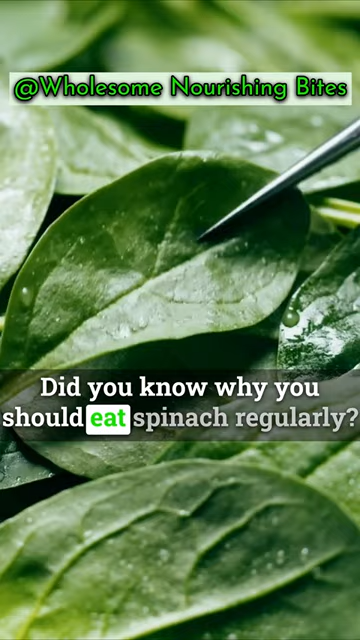 @Wholesome Nourishing Bites
Did you know why you
should eat spinach regularly?